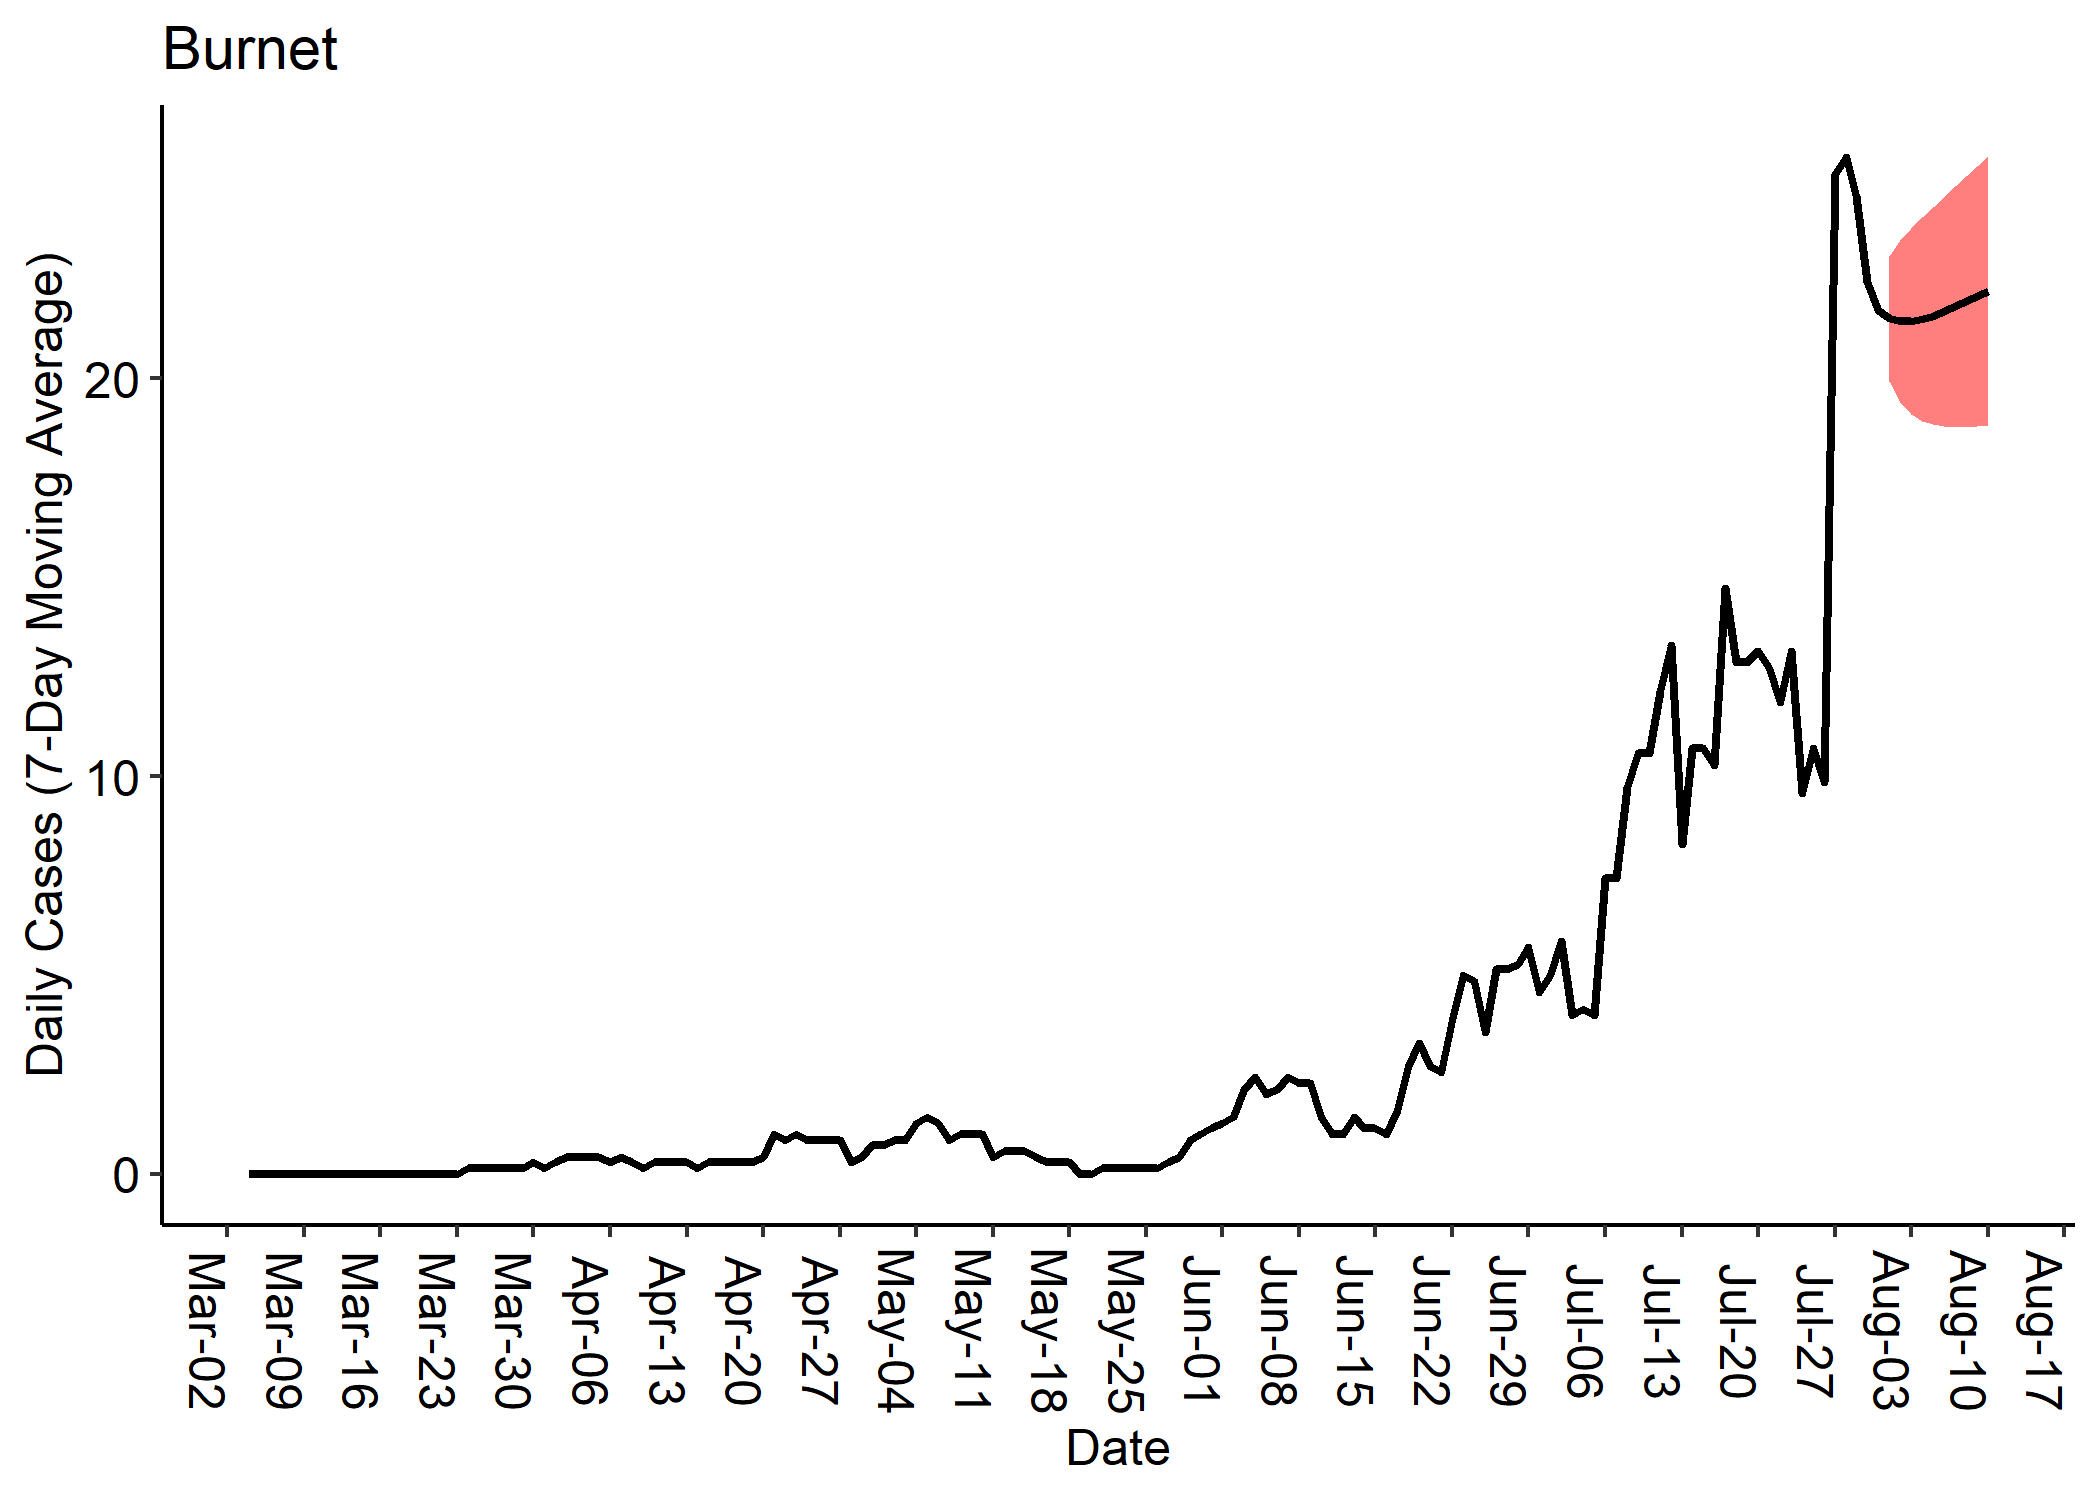 Burnet
Daily Cases (7-Day Moving Average)
20
10
0
Mar-02
Mar-09
Mar-16
Mar-23
Mar-30
Apr-06
Apr-13
Apr-20
Apr-27
May-04
May-11
May-18
May-25
Jun-01
Jun-08
Jun-15
Jun-22
Jun-29
Jul-06
Jul-13
Jul-20
Jul-27
Aug-03
Aug-10
Aug-17
Date